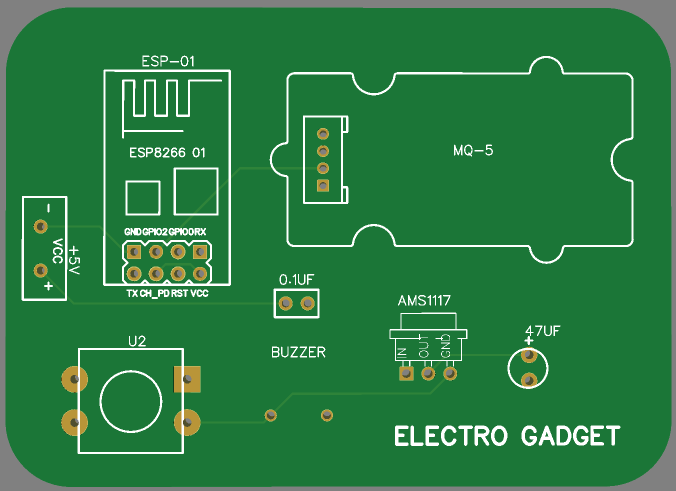 ESP-01
ESP8266 01
MQ-5
GND GPIO2 GPIO0 RX
-
VCC
+5V
+
TX CH_PD RST VCC
0.1UF
AMS1117
IN
OUT
GND
47UF
+
U2
BUZZER
ELECTRO GADGET